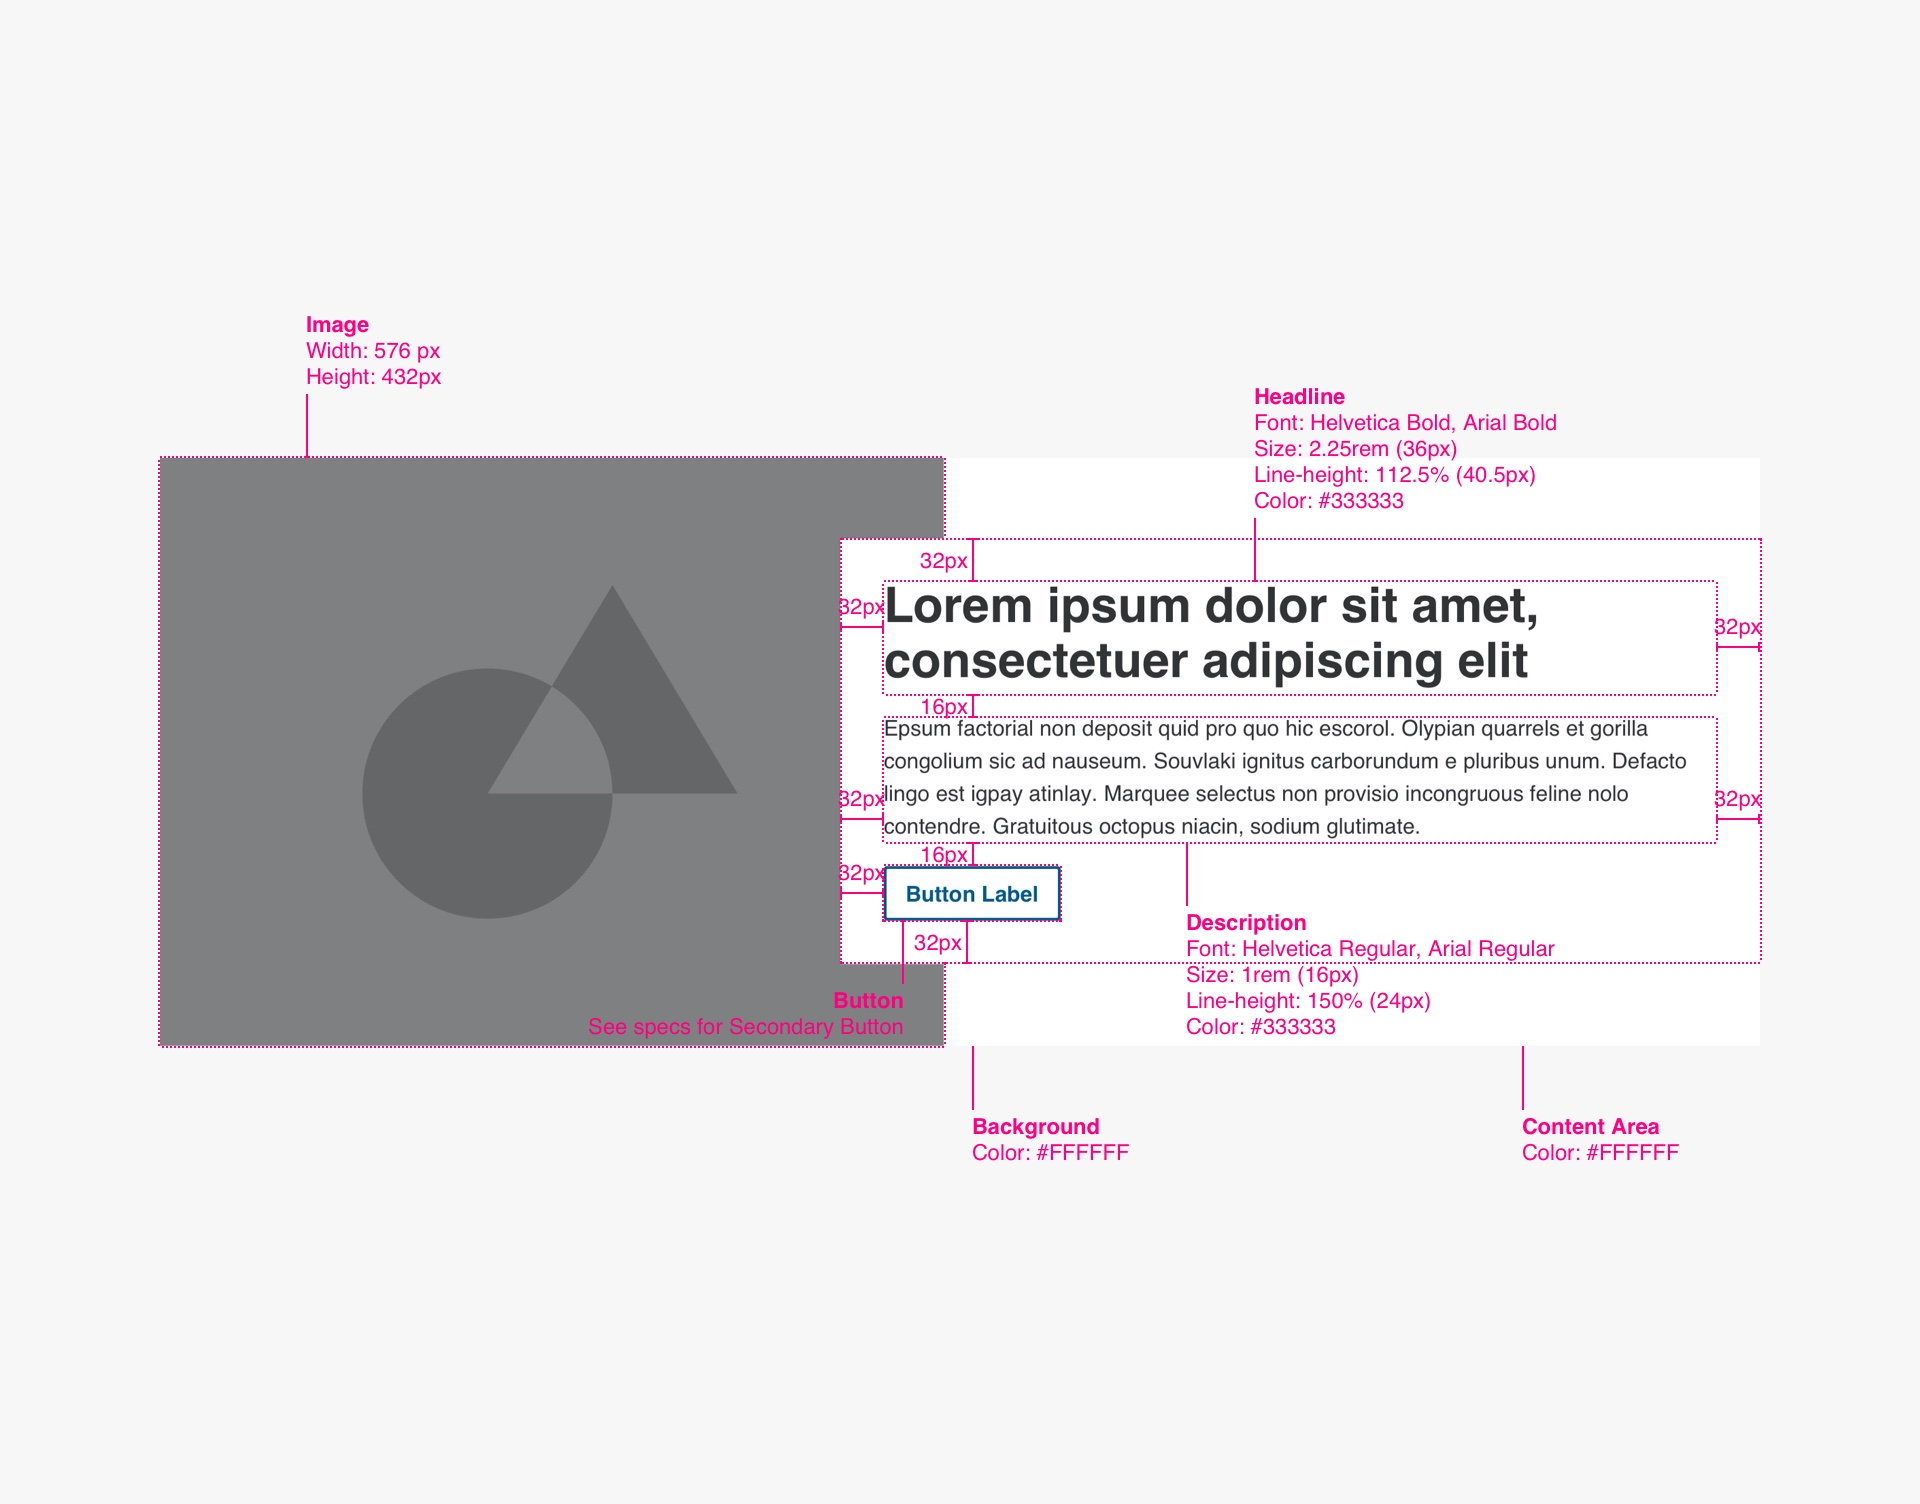 Image
Width: 576 px
Height: 432px
Headline
Font: Helvetica Bold, Arial Bold
Size: 2.25rem (36px)
Line-height: 112.5% (40.5px)
Color: #333333
32px
32px
Lorem ipsum dolor sit amet,
32px
consectetuer adipiscing elit
16px
Epsum factorial non deposit quid pro quo hic escorol. Olypian quarrels et gorilla
congolium sic ad nauseum. Souvlaki ignitus carborundum e pluribus unum. Defacto
lingo est igpay atinlay. Marquee selectus non provisio incongruous feline nolo
32px
32px
contendre. Gratuitous octopus niacin, sodium glutimate.
16px
32px
Button Label
32px
Description
Font: Helvetica Regular, Arial Regular
Size: 1rem (16px)
Line-height: 150% (24px)
Color: #333333
Button
See specs for Secondary Button
Background
Color: #FFFFFF
Content Area
Color: #FFFFFF